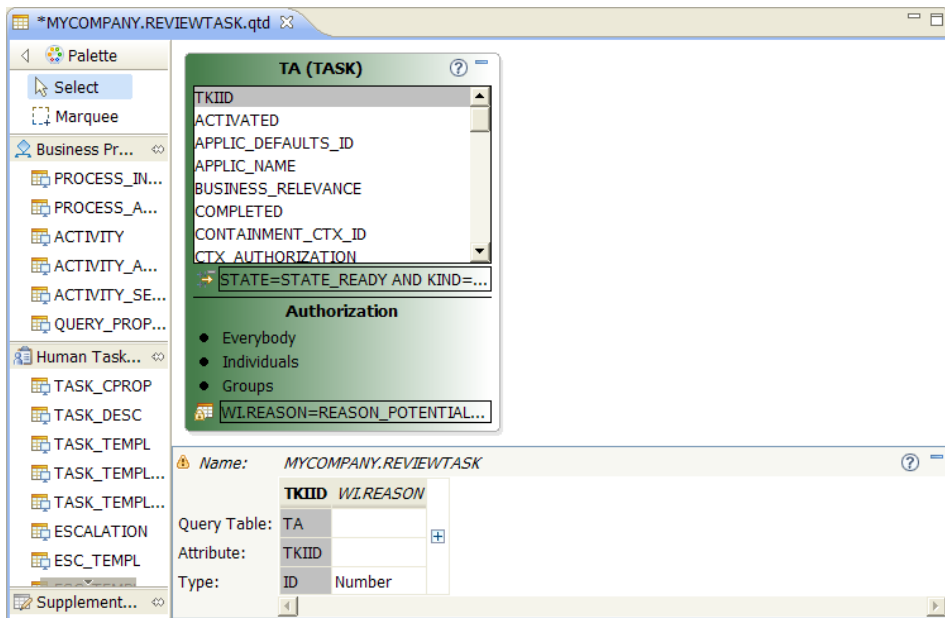 *MYCOMPANY.REVIEWTASK.qtd
Palette
Select
Marquee
Business Pr...
PROCESS_IN...
PROCESS_A...
ACTIVITY
ACTIVITY_A...
ACTIVITY_SE...
QUERY_PROP...
Human Task...
TASK_CPROP
TASK_DESC
TASK_TEMPL
TASK_TEMPL...
TASK_TEMPL...
ESCALATION
ESC_TEMPL
Supplement...
TA (TASK)
TKIID
ACTIVATED
APPLIC_DEFAULTS_ID
APPLIC_NAME
BUSINESS_RELEVANCE
COMPLETED
CONTAINMENT_CTX_ID
CTX_AUTHORIZATION
STATE=STATE_READY AND KIND=...
Authorization
Everybody
Individuals
Groups
WI.REASON=REASON_POTENTIAL...
Name: MYCOMPANY.REVIEWTASK
TKIID WI.REASON
Query Table: TA
Attribute: TKIID
Type: ID Number